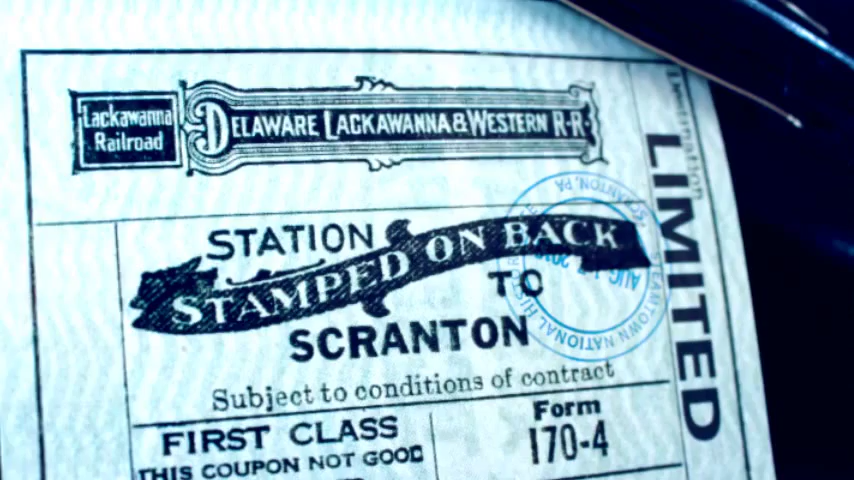 Lackawanna
Railroad
DELAWARE LACKAWANNA & WESTERN R·R·
STATION
STAMPED ON BACK
TO
SCRANTON
Subject to conditions of contract
FIRST CLASS
THIS COUPON NOT GOOD
Form
170-4
Destination
LIMITED
STEAMTOWN NATIONAL HISTORIC
SCRANTON, PA
AUG 17